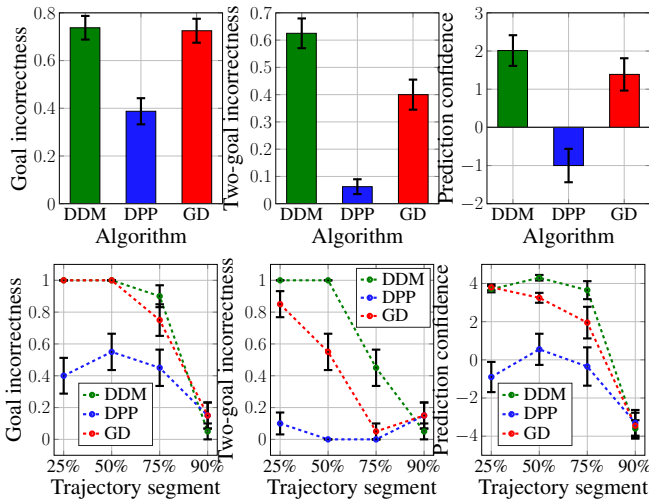 Goal incorrectness
0.8
0.6
0.4
0.2
0
DDM DPP GD
Algorithm
Two-goal incorrectness
0.7
0.6
0.5
0.4
0.3
0.2
0.1
0
DDM DPP GD
Algorithm
Prediction confidence
3
2
1
0
−1
−2
DDM DPP GD
Algorithm
Goal incorrectness
1
0.8
0.6
0.4
0.2
0
DDM
DPP
GD
25% 50% 75% 90%
Trajectory segment
Two-goal incorrectness
1
0.8
0.6
0.4
0.2
0
DDM
DPP
GD
25% 50% 75% 90%
Trajectory segment
Prediction confidence
4
2
0
−2
−4
DDM
DPP
GD
25% 50% 75% 90%
Trajectory segment